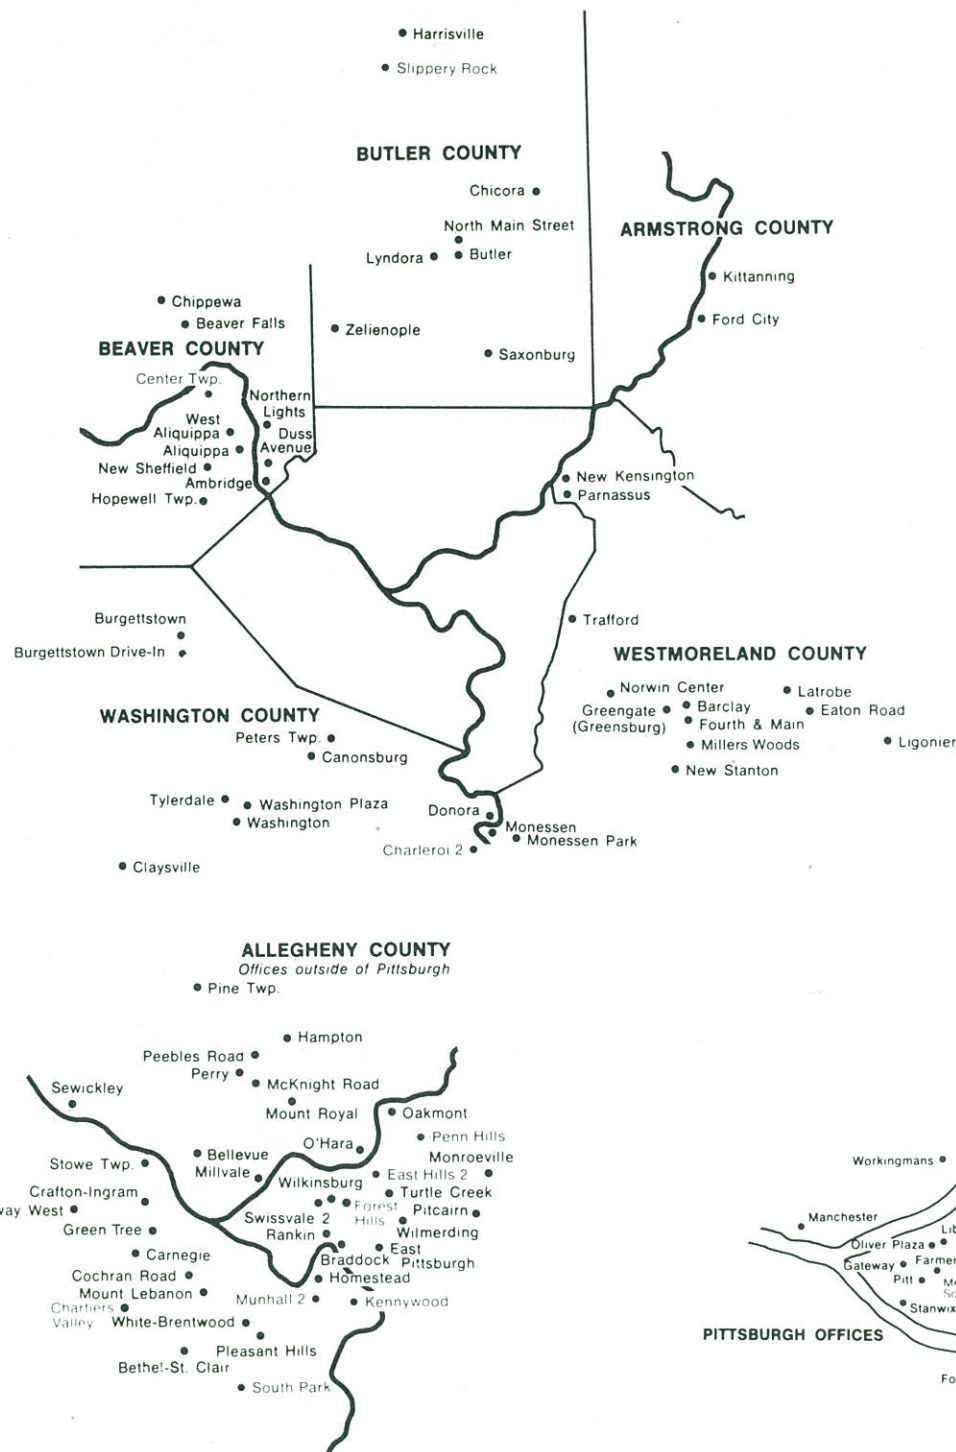 Harrisville
Slippery Rock
BUTLER COUNTY
Chicora
North Main Street
Lyndora
Butler
ARMSTRONG COUNTY
Kittanning
Ford City
Chippewa
Beaver Falls
Zelienople
Saxonburg
BEAVER COUNTY
Center Twp.
Northern
Lights
West
Aliquippa
Duss
Avenue
Aliquippa
New Sheffield
Ambridge
Hopewell Twp.
New Kensington
Parnassus
Burgettstown
Burgettstown Drive-In
Trafford
WESTMORELAND COUNTY
Norwin Center
Latrobe
Greengate
(Greensburg)
Barclay
Eaton Road
Fourth & Main
Millers Woods
Ligonier
New Stanton
WASHINGTON COUNTY
Peters Twp.
Canonsburg
Tylerdale
Washington Plaza
Washington
Donora
Monessen
Monessen Park
Charleroi 2
Claysville
ALLEGHENY COUNTY
Offices outside of Pittsburgh
Pine Twp.
Hampton
Peebles Road
Perry
McKnight Road
Sewickley
Mount Royal
Oakmont
Penn Hills
O'Hara
Bellevue
Monroeville
Stowe Twp.
Millvale
East Hills 2
Wilkinsburg
Crafton-Ingram
Turtle Creek
way West
Forest
Hills
Pitcairn
Swissvale 2
Green Tree
Rankin
Wilmerding
Carnegie
East
Pittsburgh
Braddock
Cochran Road
Homestead
Mount Lebanon
Munhall 2
Kennywood
Chartiers
Valley
White-Brentwood
Pleasant Hills
Bethel-St. Clair
South Park
Workingmans
Manchester
Lib
Oliver Plaza
Gateway
Farmer
Pitt
Me
Sq
Stanwix
PITTSBURGH OFFICES
Fo